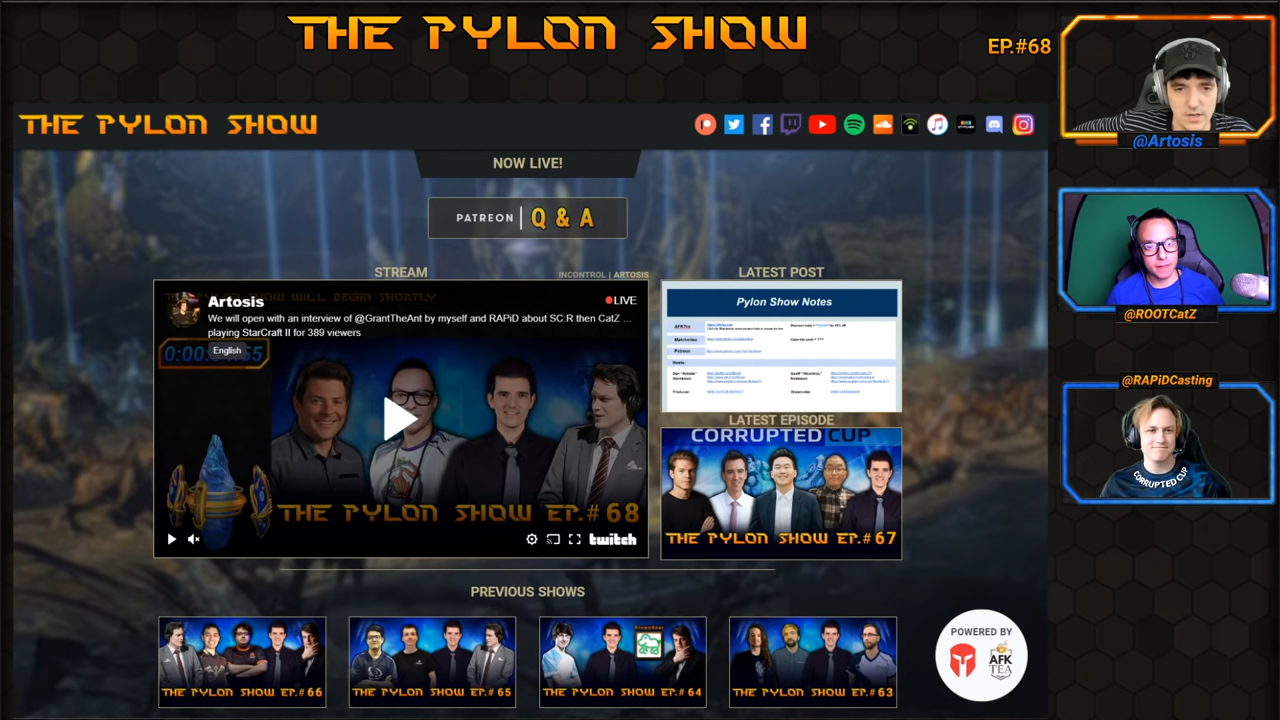 THE PYLON SHOW
EP.#68
@Artosis
THE PYLON SHOW
NOW LIVE!
PATREON | Q & A
STREAM
INCONTROL | ARTOSIS
LATEST POST
Artosis
LIVE
We will open with an interview of @GrantTheAnt by myself and RAPiD about SC:R then CatZ ...
playing StarCraft II for 389 viewers
English
THE PYLON SHOW EP.# 68
twitch
Pylon Show Notes
AFKTea
Matcherino
Patreon
Hosts:
LATEST EPISODE
CORRUPTED CUP
THE PYLON SHOW EP.# 67
@ROOTCatZ
@RAPiDCasting
CORRUPTED CUP
PREVIOUS SHOWS
THE PYLON SHOW EP.# 66
THE PYLON SHOW EP.# 65
THE PYLON SHOW EP.# 64
THE PYLON SHOW EP.# 63
POWERED BY
AFK
TEA